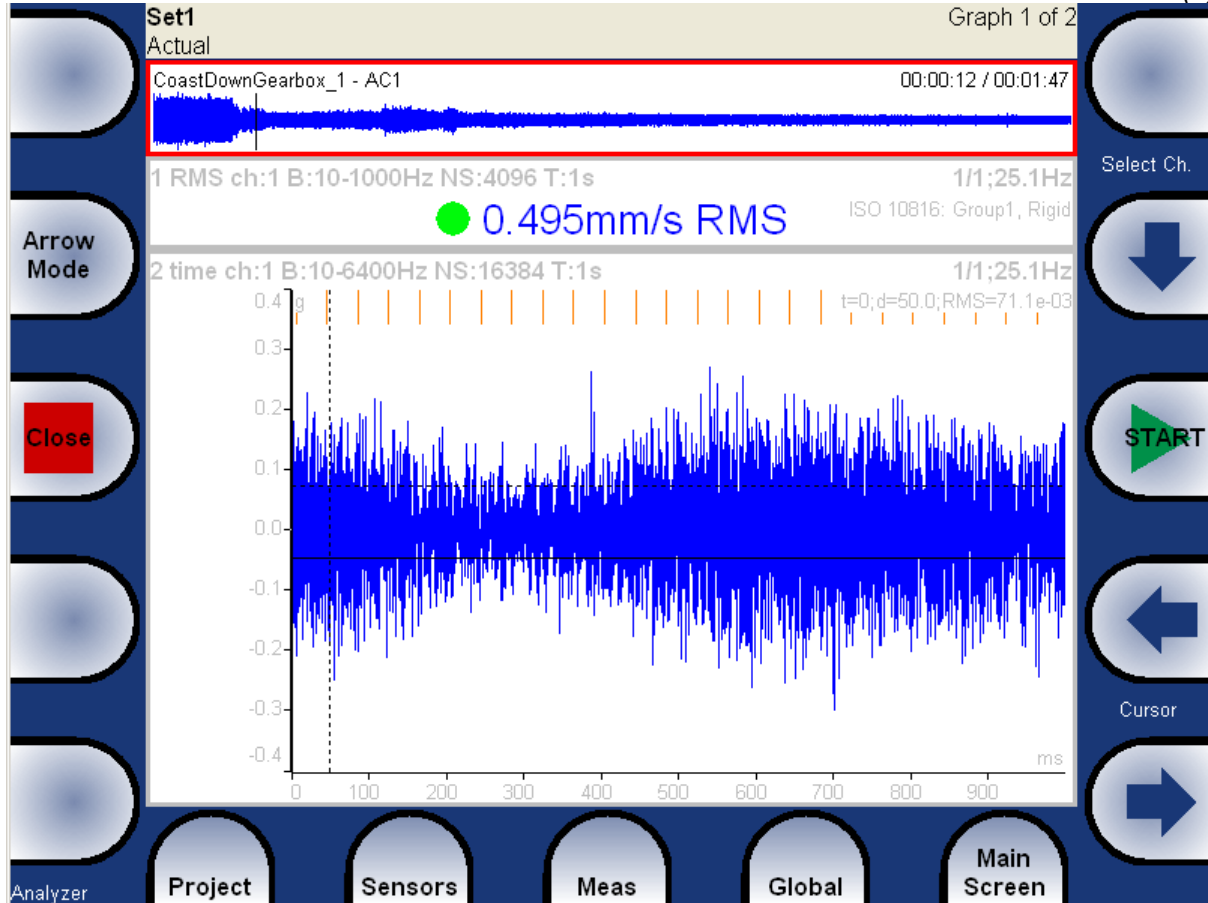 Set1
Graph 1 of 2
Actual
CoastDownGearbox_1 - AC1
00:00:12 / 00:01:47
Select Ch.
1 RMS ch:1 B:10-1000Hz NS:4096 T:1s
1/1;25.1Hz
0.495mm/s RMS
ISO 10816: Group1, Rigid
Arrow
Mode
2 time ch:1 B:10-6400Hz NS:16384 T:1s
1/1;25.1Hz
0.4
g
t=0;d=50.0;RMS=71.1e-03
0.3
0.2
0.1
0.0
-0.1
-0.2
-0.3
-0.4
ms
0 100 200 300 400 500 600 700 800 900
Close
START
Cursor
Analyzer
Project
Sensors
Meas
Global
Main
Screen